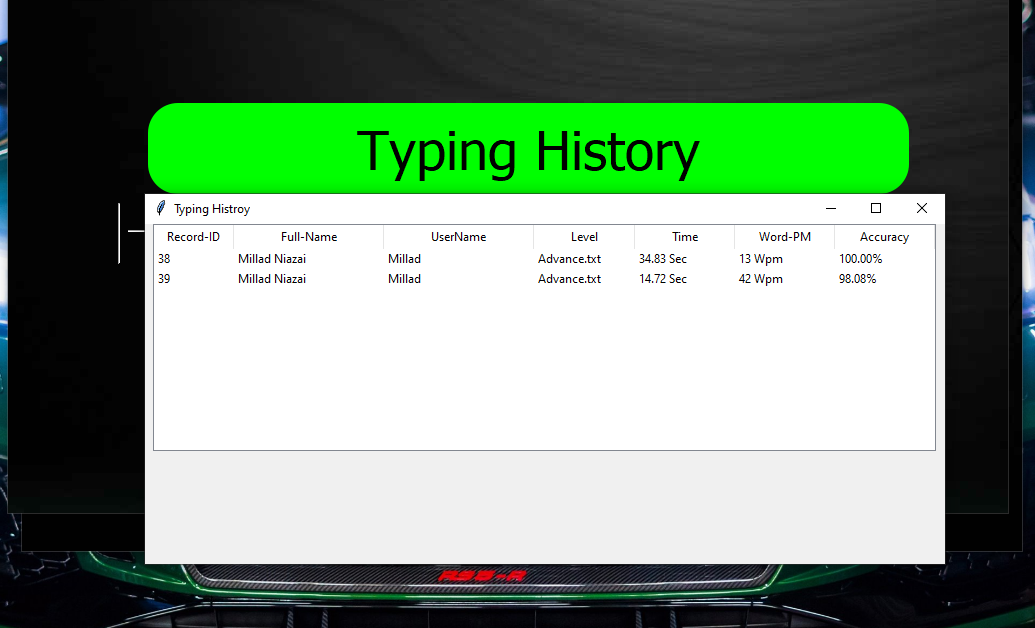 Typing History
Typing Histroy
Record-ID Full-Name UserName Level Time Word-PM Accuracy
38 Millad Niazai Millad Advance.txt 34.83 Sec 13 Wpm 100.00%
39 Millad Niazai Millad Advance.txt 14.72 Sec 42 Wpm 98.08%